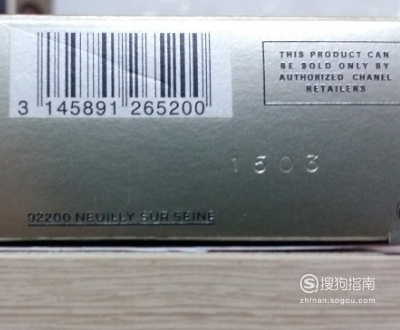 3 145891 265200
THIS PRODUCT CAN
BE SOLD ONLY BY
AUTHORIZED CHANEL
RETAILERS
1503
92200 NEUILLY SUR SEINE
搜狗指南
zhinan.sogou.com